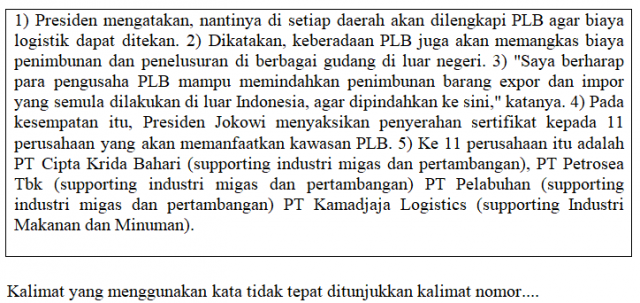 1) Presiden mengatakan, nantinya di setiap daerah akan dilengkapi PLB agar biaya
logistik dapat ditekan. 2) Dikatakan, keberadaan PLB juga akan memangkas biaya
penimbunan dan penelusuran di berbagai gudang di luar negeri. 3) "Saya berharap
para pengusaha PLB mampu memindahkan penimbunan barang expor dan impor
yang semula dilakukan di luar Indonesia, agar dipindahkan ke sini," katanya. 4) Pada
kesempatan itu, Presiden Jokowi menyaksikan penyerahan sertifikat kepada 11
perusahaan yang akan memanfaatkan kawasan PLB. 5) Ke 11 perusahaan itu adalah
PT Cipta Krida Bahari (supporting industri migas dan pertambangan), PT Petrosea
Tbk (supporting industri migas dan pertambangan) PT Pelabuhan (supporting
industri migas dan pertambangan) PT Kamadjaja Logistics (supporting Industri
Makanan dan Minuman).
Kalimat yang menggunakan kata tidak tepat ditunjukkan kalimat nomor....